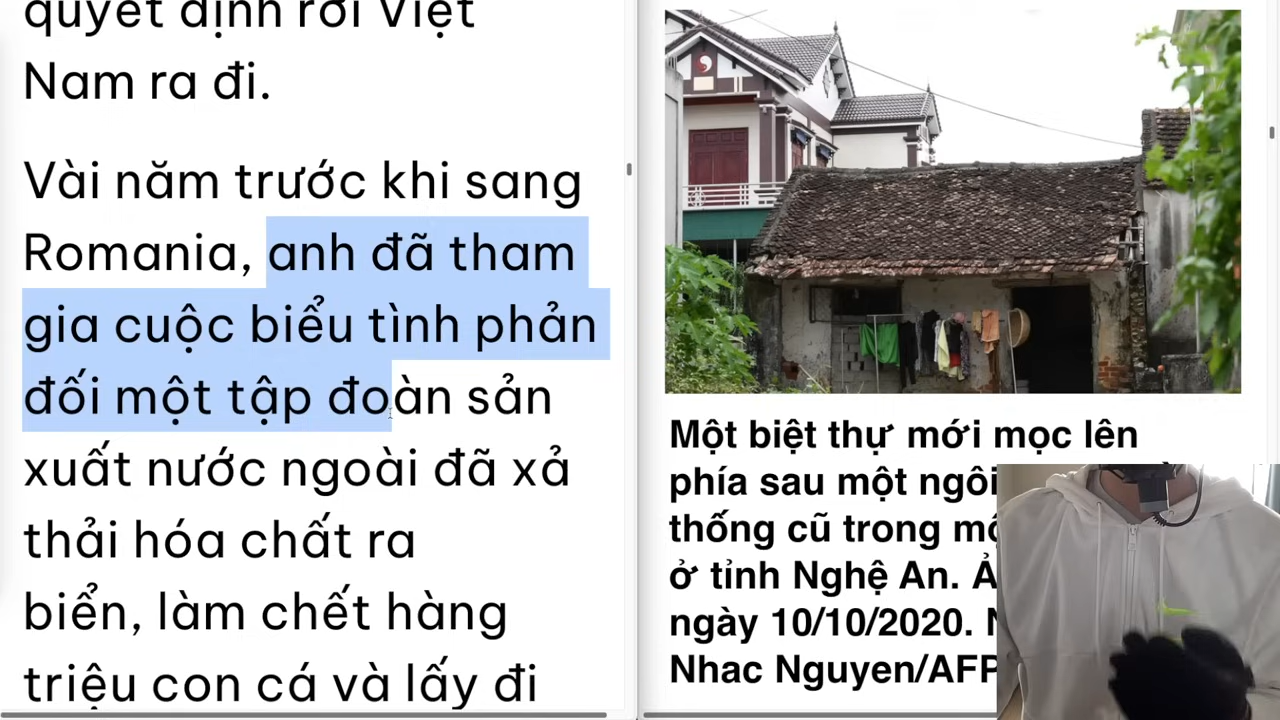 quyết định rời Việt
Nam ra đi.
Vài năm trước khi sang
Romania, anh đã tham
gia cuộc biểu tình phản
đối một tập đoàn sản
xuất nước ngoài đã xả
thải hóa chất ra
biển, làm chết hàng
triệu con cá và lấy đi
Một biệt thự mới mọc lên
phía sau một ngôi
thống cũ trong
ở tỉnh Nghệ An.
ngày 10/10/2020.
Nhac Nguyen/AFP